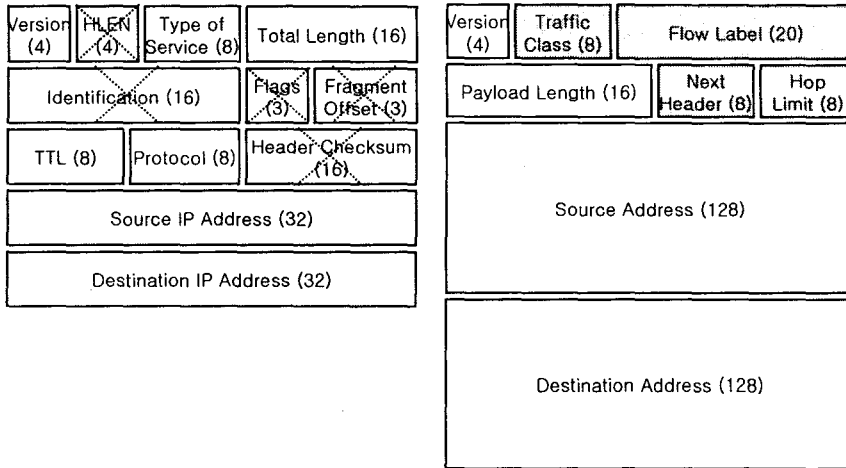 Version
(4)
HLEN
(4)
Type of
Service (8)
Total Length (16)
Identification (16)
Flags
(3)
Fragment
Offset (3)
TTL (8)
Protocol (8)
Header Checksum
(16)
Source IP Address (32)
Destination IP Address (32)
Version
(4)
Traffic
Class (8)
Flow Label (20)
Payload Length (16)
Next
Header (8)
Hop
Limit (8)
Source Address (128)
Destination Address (128)